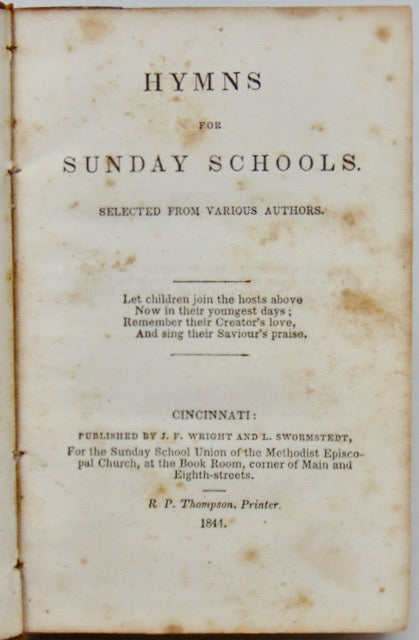 HYMNS
FOR
SUNDAY SCHOOLS.
SELECTED FROM VARIOUS AUTHORS.
Let children join the hosts above
Now in their youngest days;
Remember their Creator's love,
And sing their Saviour's praise.
CINCINNATI:
PUBLISHED BY J. F. WRIGHT AND L. SWORMSTEDT,
For the Sunday School Union of the Methodist Episco-
pal Church, at the Book Room, corner of Main and
Eighth-streets.
R. P. Thompson, Printer.
1844.